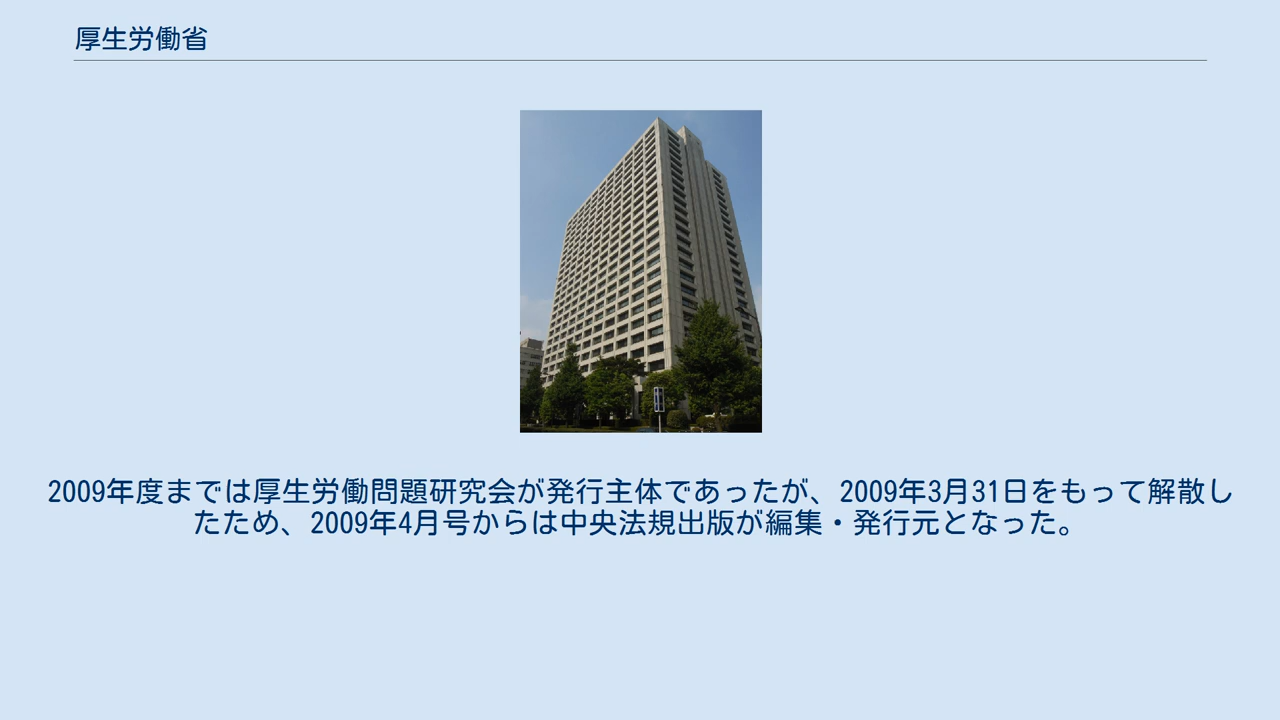 厚生労働省
2009年度までは厚生労働問題研究会が発行主体であったが、2009年3月31日をもって解散し
たため、2009年4月号からは中央法規出版が編集・発行元となった。